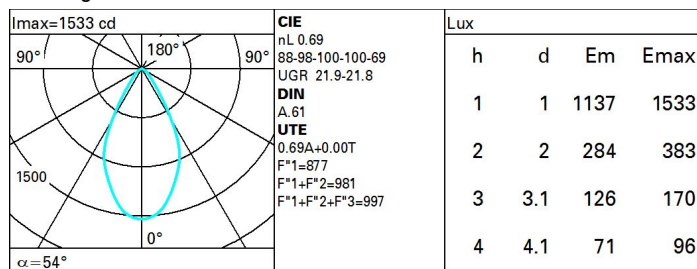 Imax=1533 cd
90° 180° 90°
1500
0°
α=54°
CIE
nL 0.69
88-98-100-100-69
UGR 21.9-21.8
DIN
A.61
UTE
0.69A+0.00T
F"1=877
F"1+F"2=981
F"1+F"2+F"3=997
Lux
h d Em Emax
1 1 1137 1533
2 2 284 383
3 3.1 126 170
4 4.1 71 96